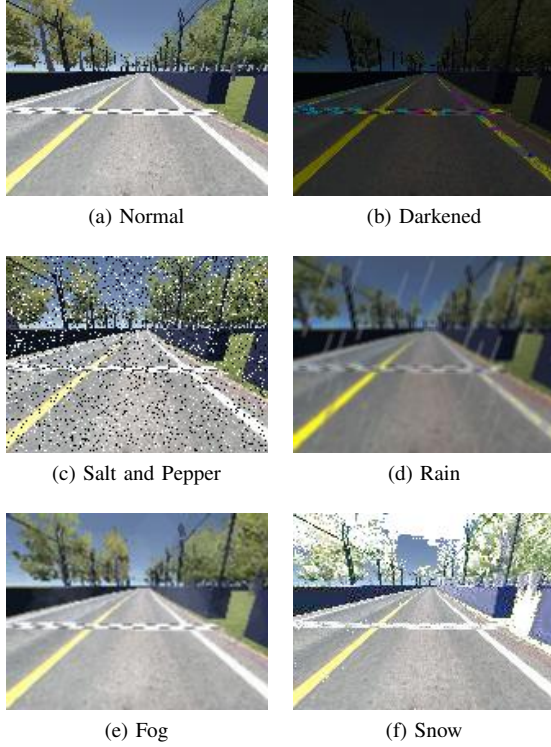 (a) Normal
(b) Darkened
(c) Salt and Pepper
(d) Rain
(e) Fog
(f) Snow